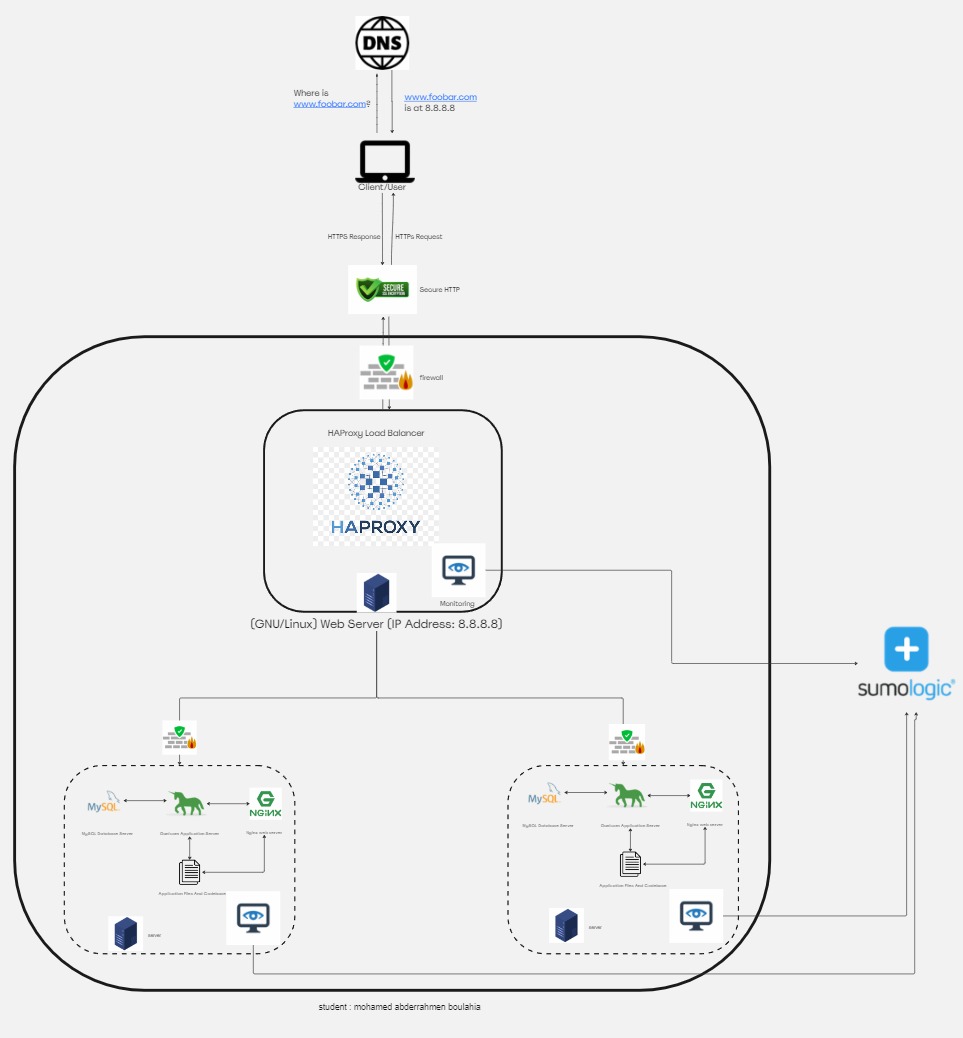 DNS
Where is
www.foobar.com?
www.foobar.com
is at 8.8.8.8
Client/User
HTTPS Response
HTTPs Request
SECURE
SSL ENCRYPTION
Secure HTTP
firewall
HAProxy Load Balancer
HAPROXY
Monitoring
(GNU/Linux) Web Server (IP Address: 8.8.8.8)
sumologic
MySQL
NGINX
MySQL Database Server
Gunicorn Application Server
Nginx web server
Application Files And Codebase
server
MySQL
NGINX
MySQL Database Server
Gunicorn Application Server
Nginx web server
Application Files And Codebase
server
student : mohamed abderrahmen boulahia